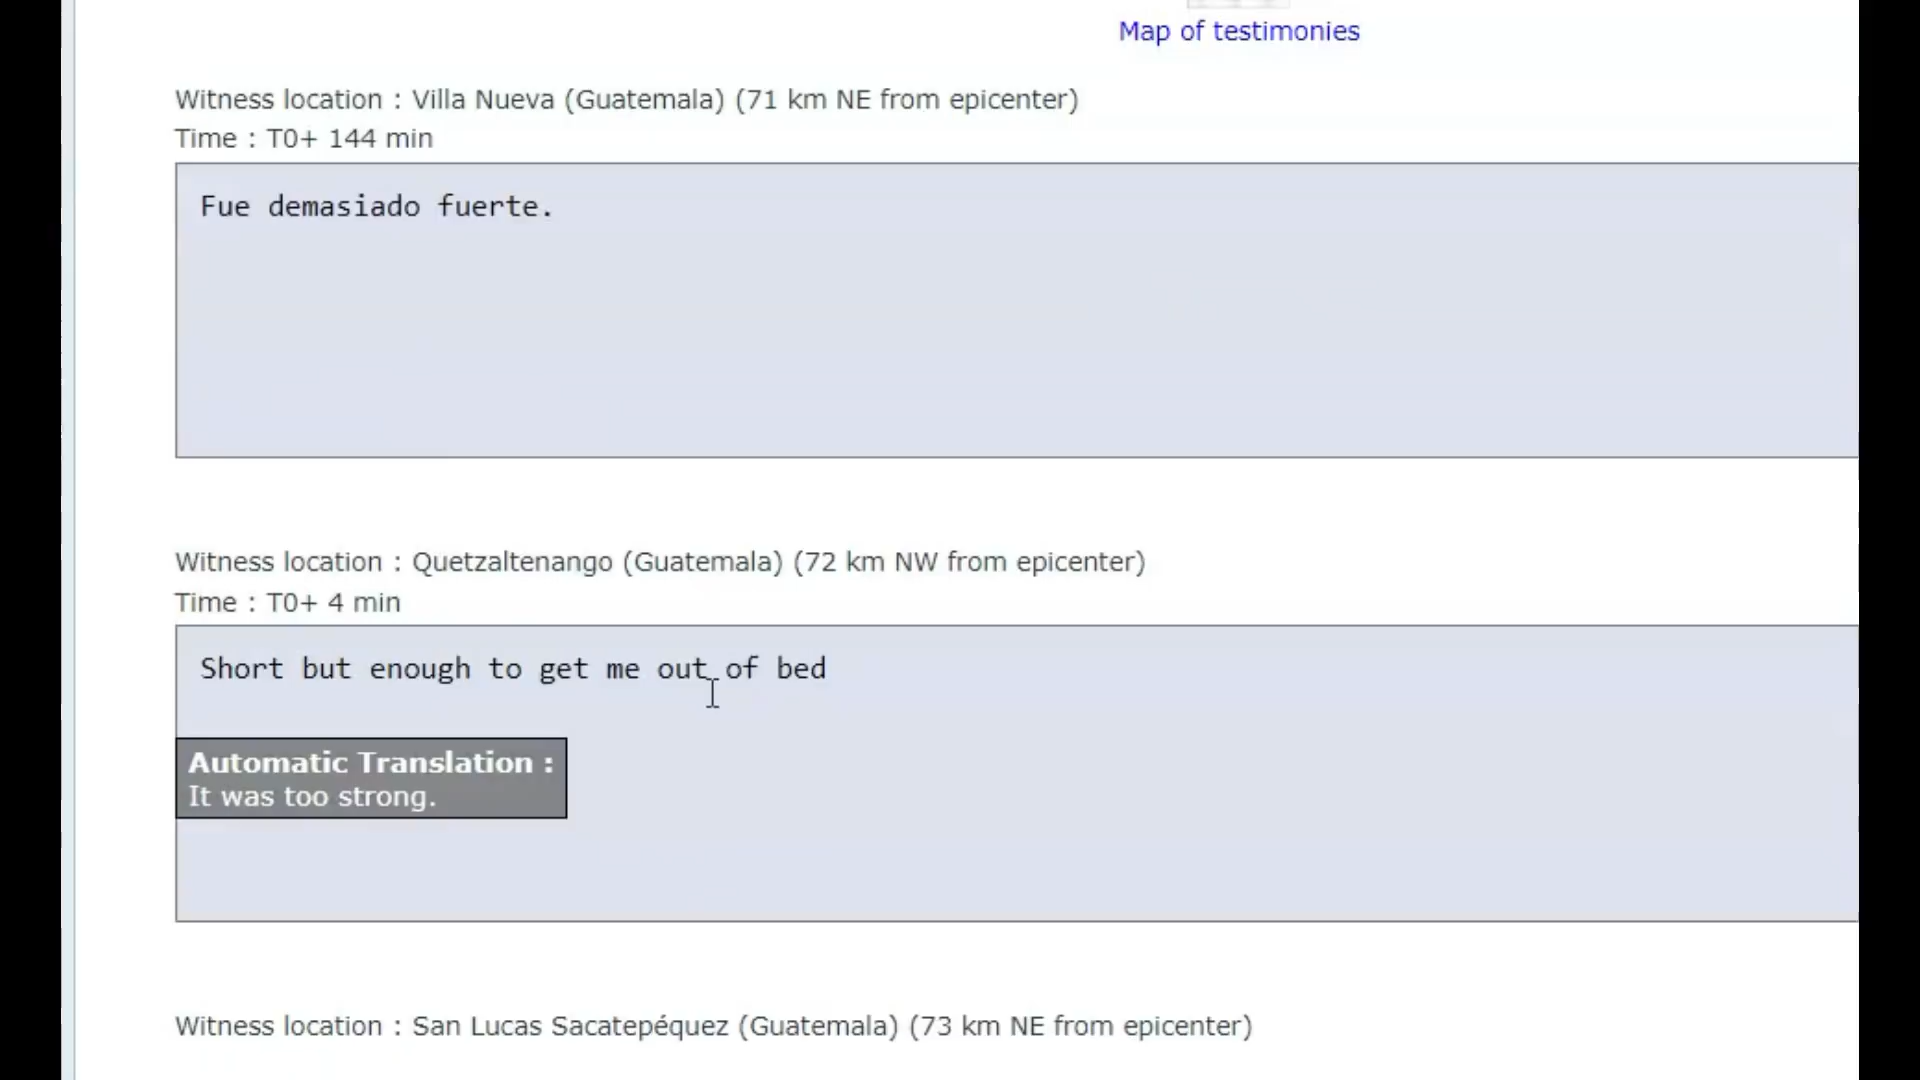 Map of testimonies
Witness location : Villa Nueva (Guatemala) (71 km NE from epicenter)
Time : T0+ 144 min
Fue demasiado fuerte.
Witness location : Quetzaltenango (Guatemala) (72 km NW from epicenter)
Time : T0+ 4 min
Short but enough to get me out of bed
Automatic Translation :
It was too strong.
Witness location : San Lucas Sacatepéquez (Guatemala) (73 km NE from epicenter)